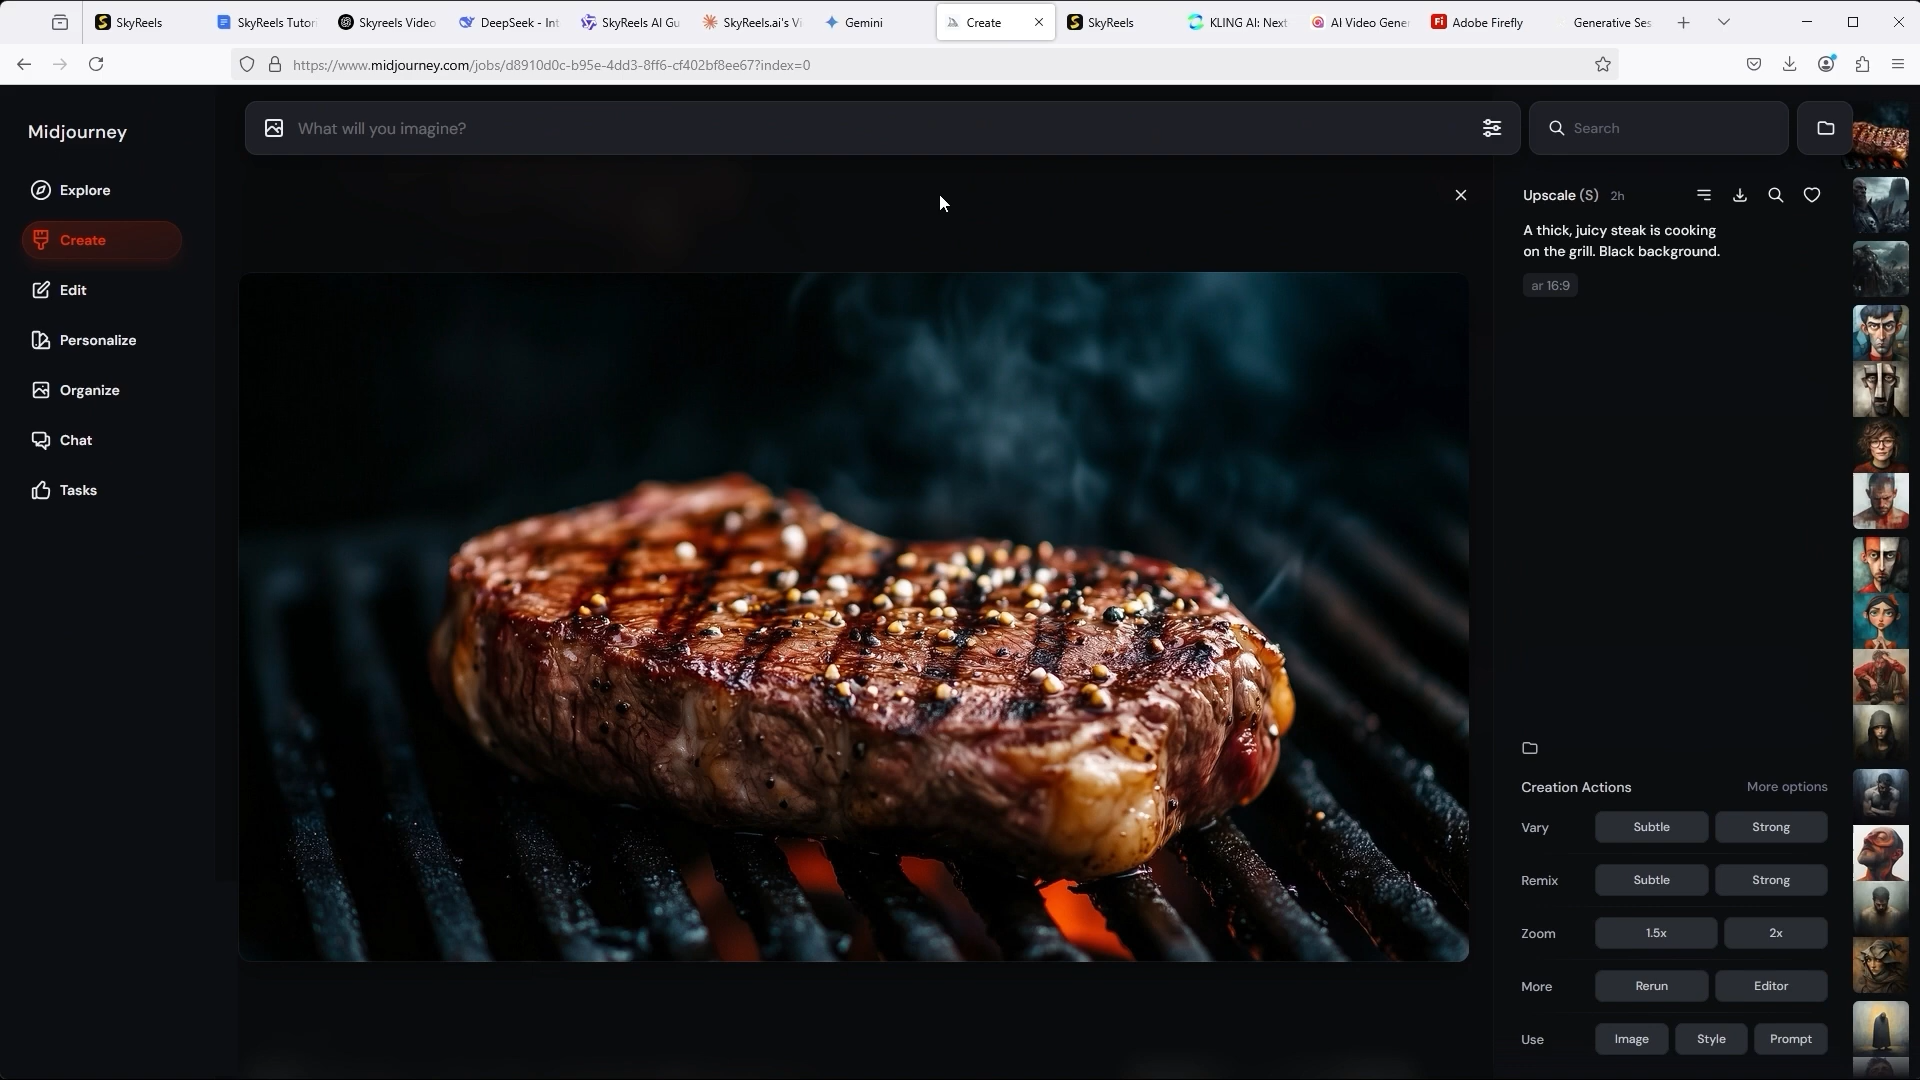 SkyReels
SkyReels Tutori
Skyreels Video
DeepSeek - Int
SkyReels AI Gu
SkyReels.ai's Vi
Gemini
Create
SkyReels
KLING AI: Next
AI Video Gene
Adobe Firefly
Generative Ses
https://www.midjourney.com/jobs/d8910d0c-b95e-4dd3-8ff6-cf402bf8ee67?index=0
Midjourney
What will you imagine?
Search
Explore
Create
Edit
Personalize
Organize
Chat
Tasks
Upscale (S) 2h
A thick, juicy steak is cooking
on the grill. Black background.
ar 16:9
Creation Actions More options
Vary Subtle Strong
Remix Subtle Strong
Zoom 1.5x 2x
More Rerun Editor
Use Image Style Prompt